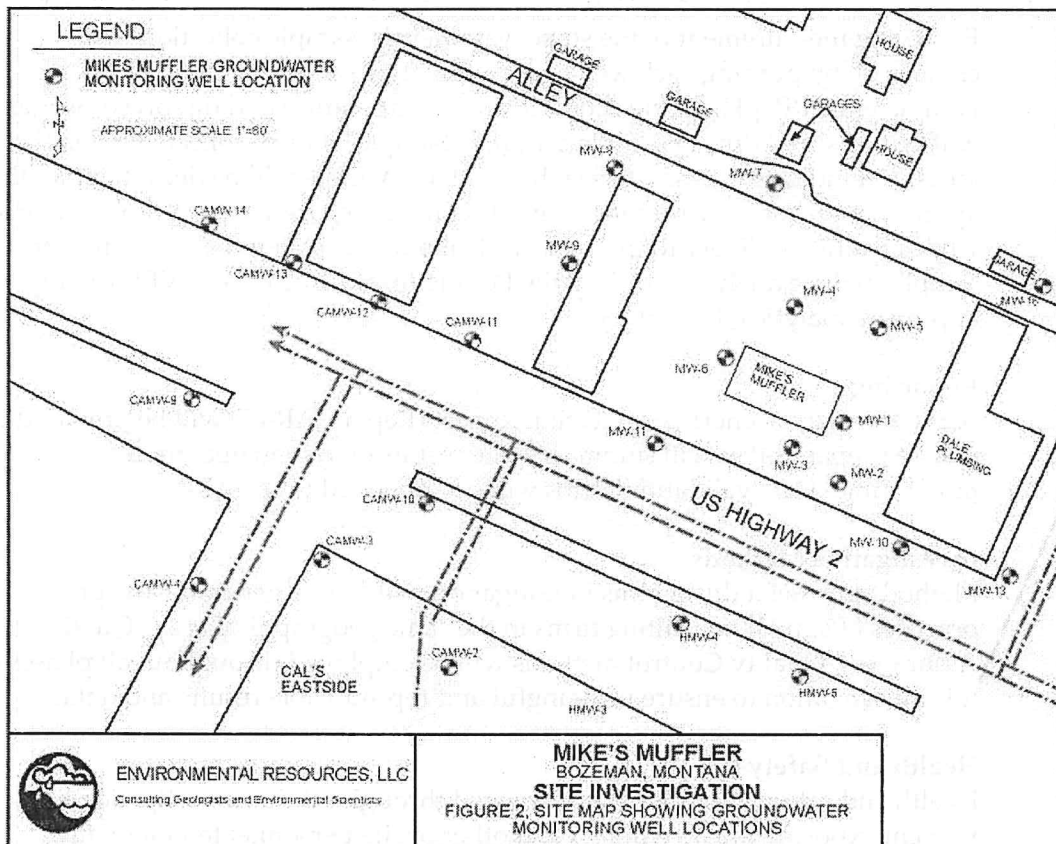 LEGEND
MIKES MUFFLER GROUNDWATER
MONITORING WELL LOCATION
APPROXIMATE SCALE 1"=80'
GARAGE
ALLEY
GARAGE
HOUSE
GARAGES
HOUSE
MW-8
MW-7
CAMW-14
CAMW-13
MW-9
GARAGE
CAMW-12
MW-4
JMW-16
CAMW-11
MW-5
MW-6
MIKE'S
MUFFLER
CAMW-9
MW-1
MW-11
MW-3
DALE
PLUMBING
MW-2
CAMW-10
US HIGHWAY 2
MW-10
CAMW-3
CAMW-4
JMW-13
HMW-4
CAMW-2
CAL'S
EASTSIDE
HMW-5
HMW-3
ENVIRONMENTAL RESOURCES, LLC
Consulting Geologists and Environmental Scientists
MIKE'S MUFFLER
BOZEMAN, MONTANA
SITE INVESTIGATION
FIGURE 2, SITE MAP SHOWING GROUNDWATER
MONITORING WELL LOCATIONS